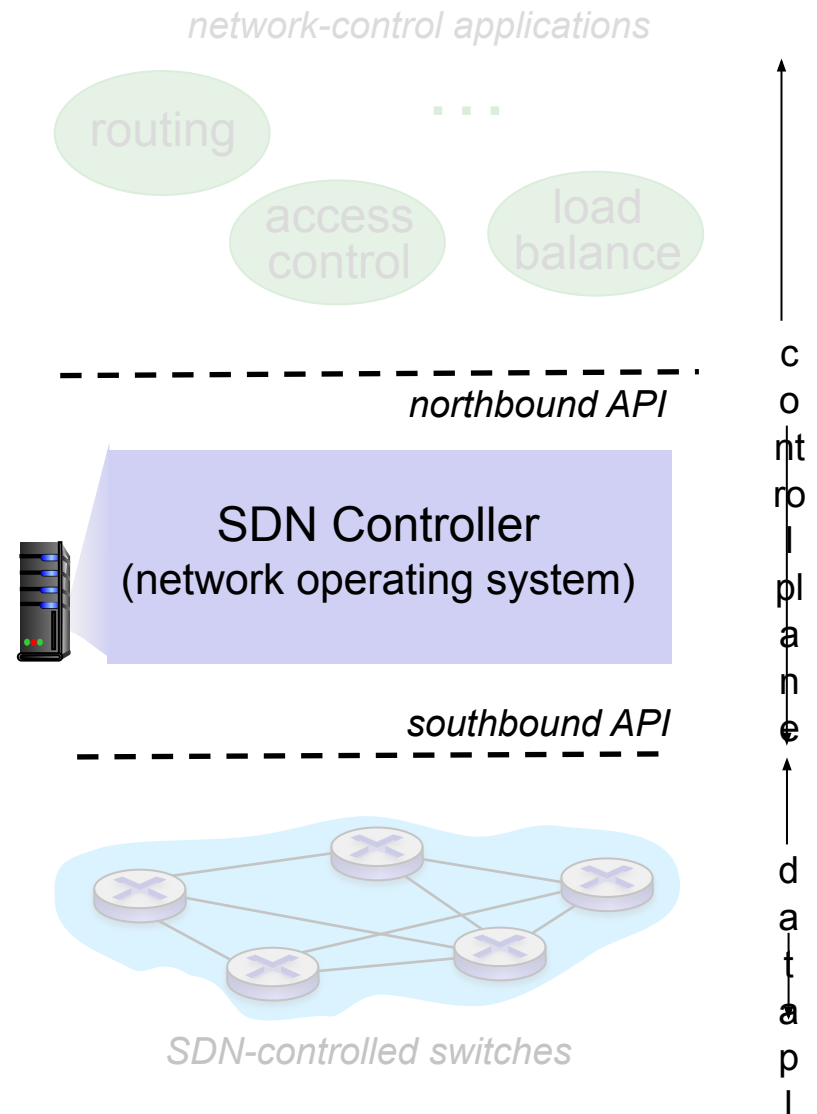 network-control applications
routing
...
access
control
load
balance
northbound API
SDN Controller
(network operating system)
southbound API
SDN-controlled switches
c
o
nt
ro
l
pl
a
n
e
d
a
t
a
p
l